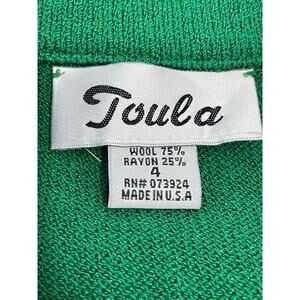 Toula
WOOL 75%
RAYON 25%
4
RN# 073924
MADE IN U.S.A